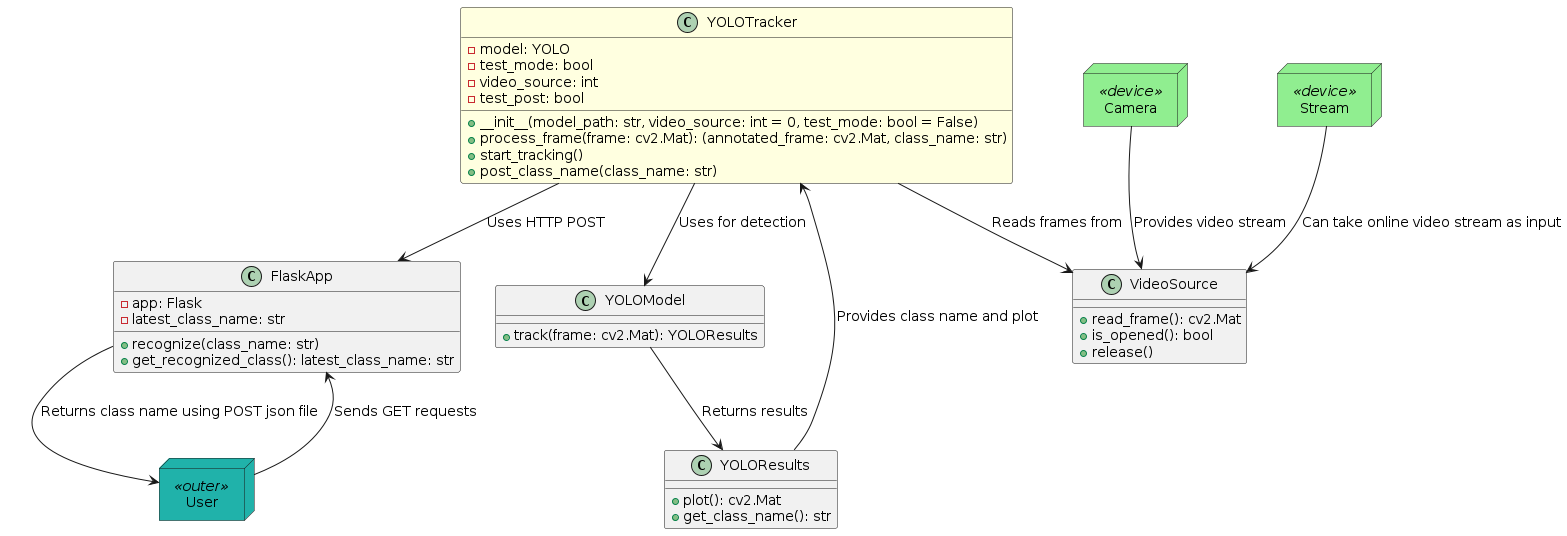 C YOLOTracker
model: YOLO
test_mode: bool
video_source: int
test_post: bool
__init__(model_path: str, video_source: int = 0, test_mode: bool = False)
process_frame(frame: cv2.Mat): (annotated_frame: cv2.Mat, class_name: str)
start_tracking()
post_class_name(class_name: str)
«device»
Camera
«device»
Stream
Uses HTTP POST
Uses for detection
Reads frames from
Provides video stream
Can take online video stream as input
C FlaskApp
app: Flask
latest_class_name: str
recognize(class_name: str)
get_recognized_class(): latest_class_name: str
C YOLOModel
track(frame: cv2.Mat): YOLOResults
Provides class name and plot
C VideoSource
read_frame(): cv2.Mat
is_opened(): bool
release()
Returns class name using POST json file
Sends GET requests
Returns results
«outer»
User
C YOLOResults
plot(): cv2.Mat
get_class_name(): str